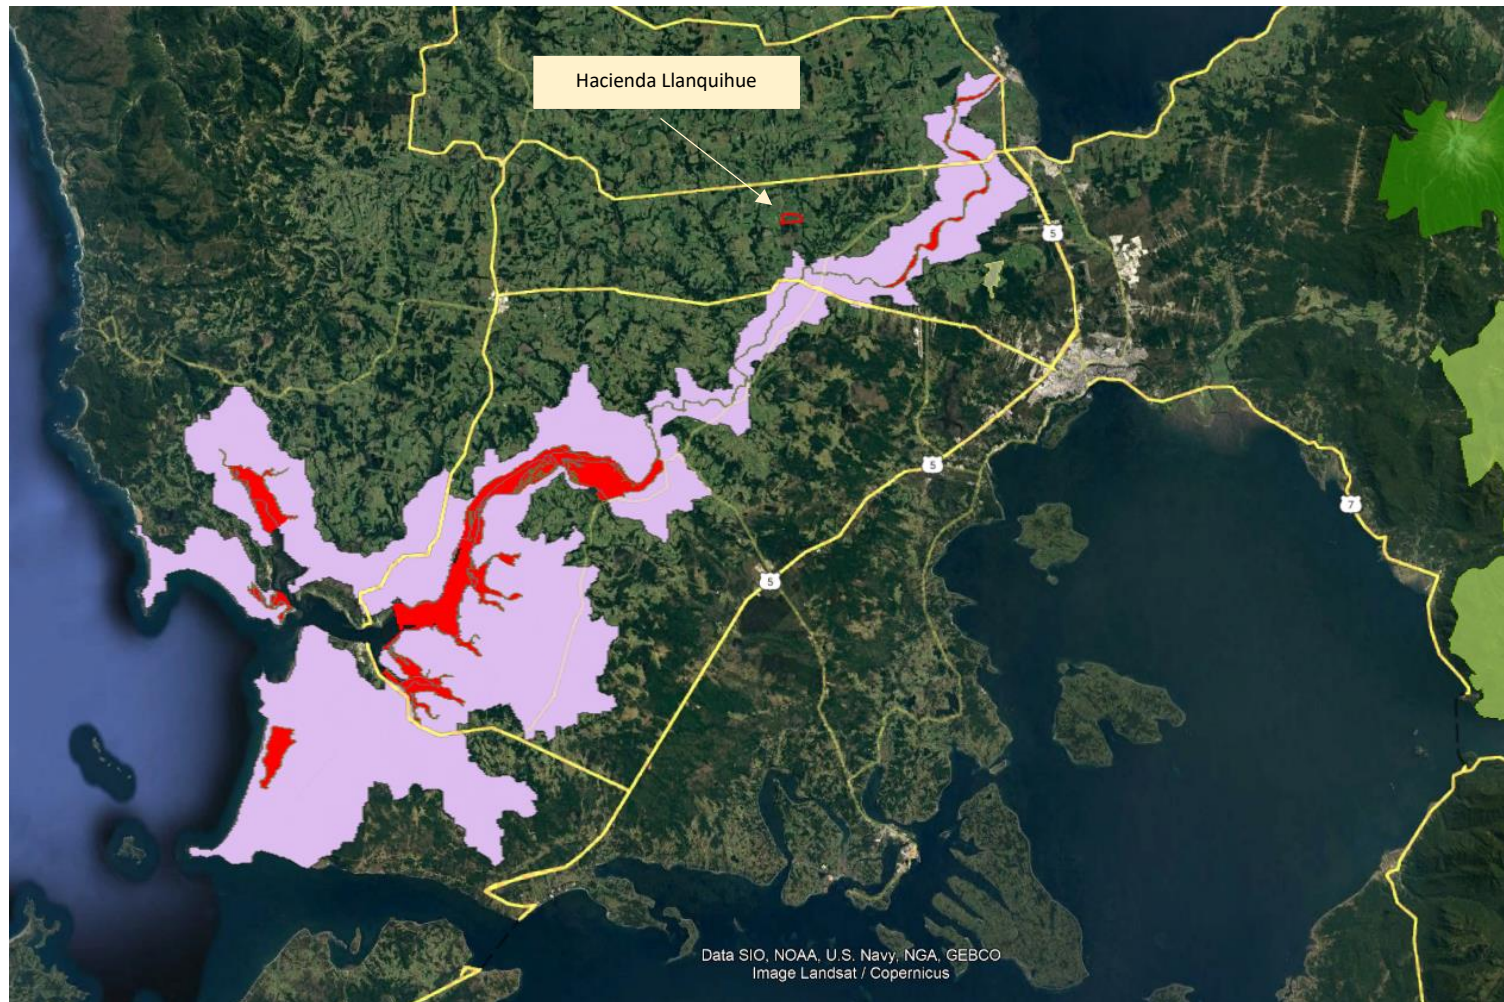 Hacienda Llanquihue
5
5
5
7
Data SIO, NOAA, U.S. Navy, NGA, GEBCO
Image Landsat / Copernicus